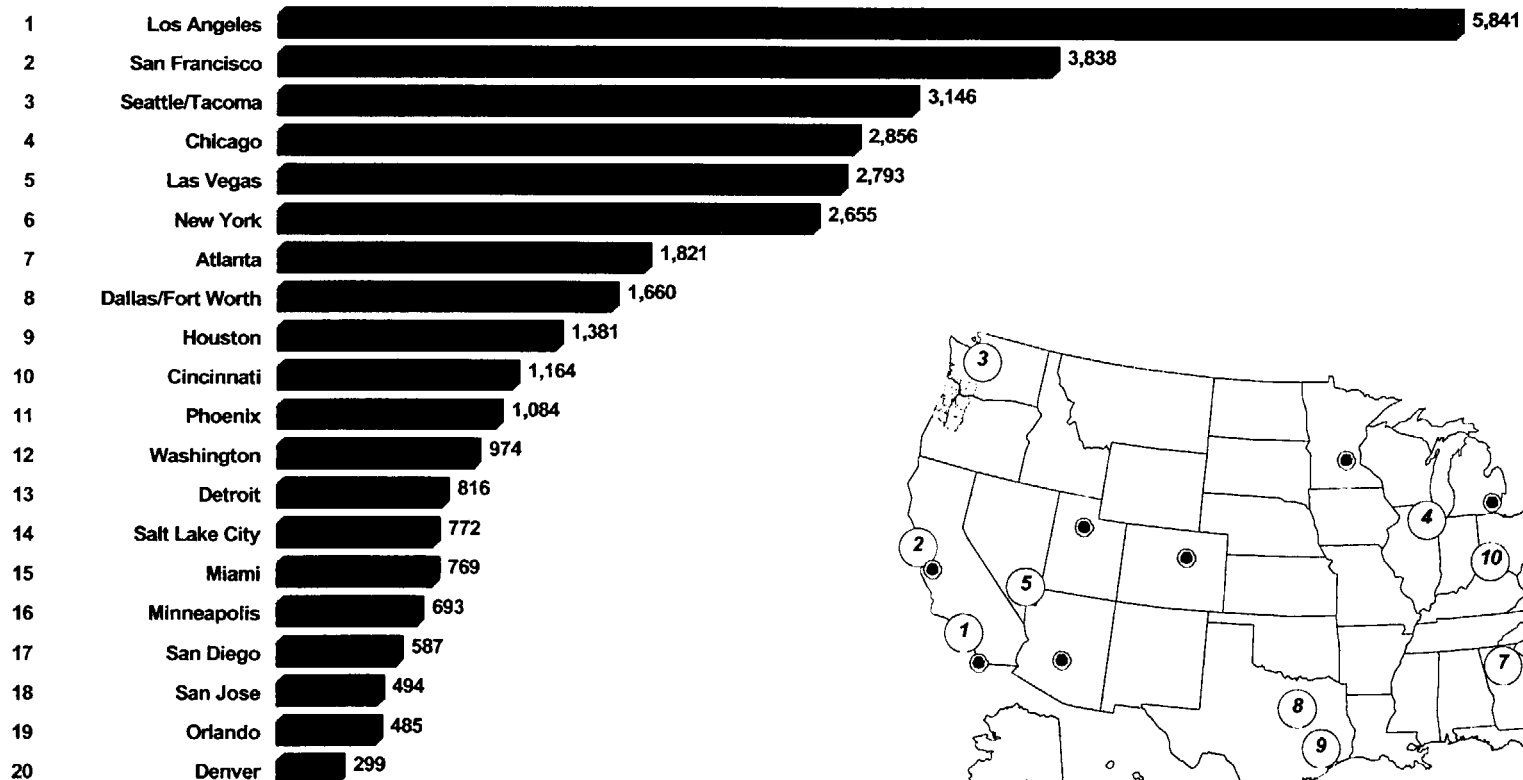 1 Los Angeles 5,841
2 San Francisco 3,838
3 Seattle/Tacoma 3,146
4 Chicago 2,856
5 Las Vegas 2,793
6 New York 2,655
7 Atlanta 1,821
8 Dallas/Fort Worth 1,660
9 Houston 1,381
10 Cincinnati 1,164
11 Phoenix 1,084
12 Washington 974
13 Detroit 816
14 Salt Lake City 772
15 Miami 769
16 Minneapolis 693
17 San Diego 587
18 San Jose 494
19 Orlando 485
20 Denver 299
3
4
2
10
5
1
7
8
9